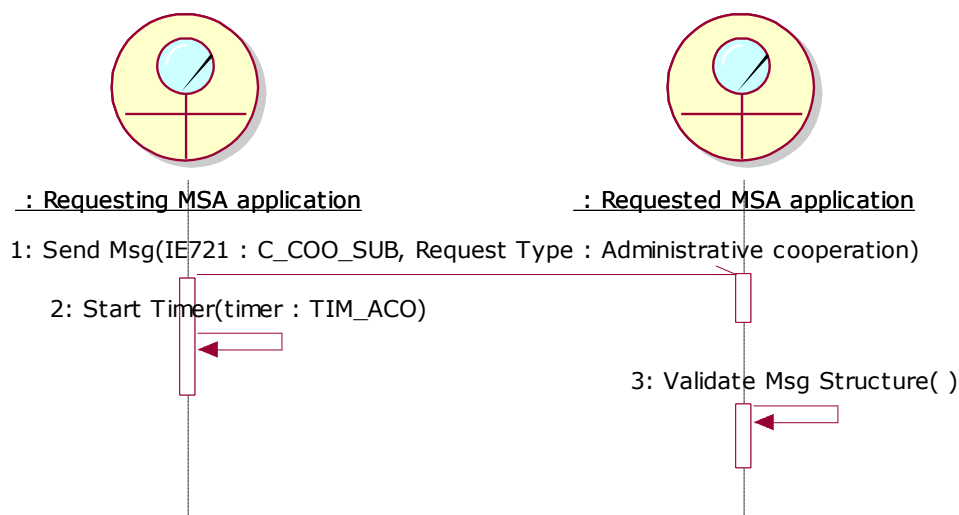 : Requesting MSA application
: Requested MSA application
1: Send Msg(IE721 : C_COO_SUB, Request Type : Administrative cooperation)
2: Start Timer(timer : TIM_ACO)
3: Validate Msg Structure( )